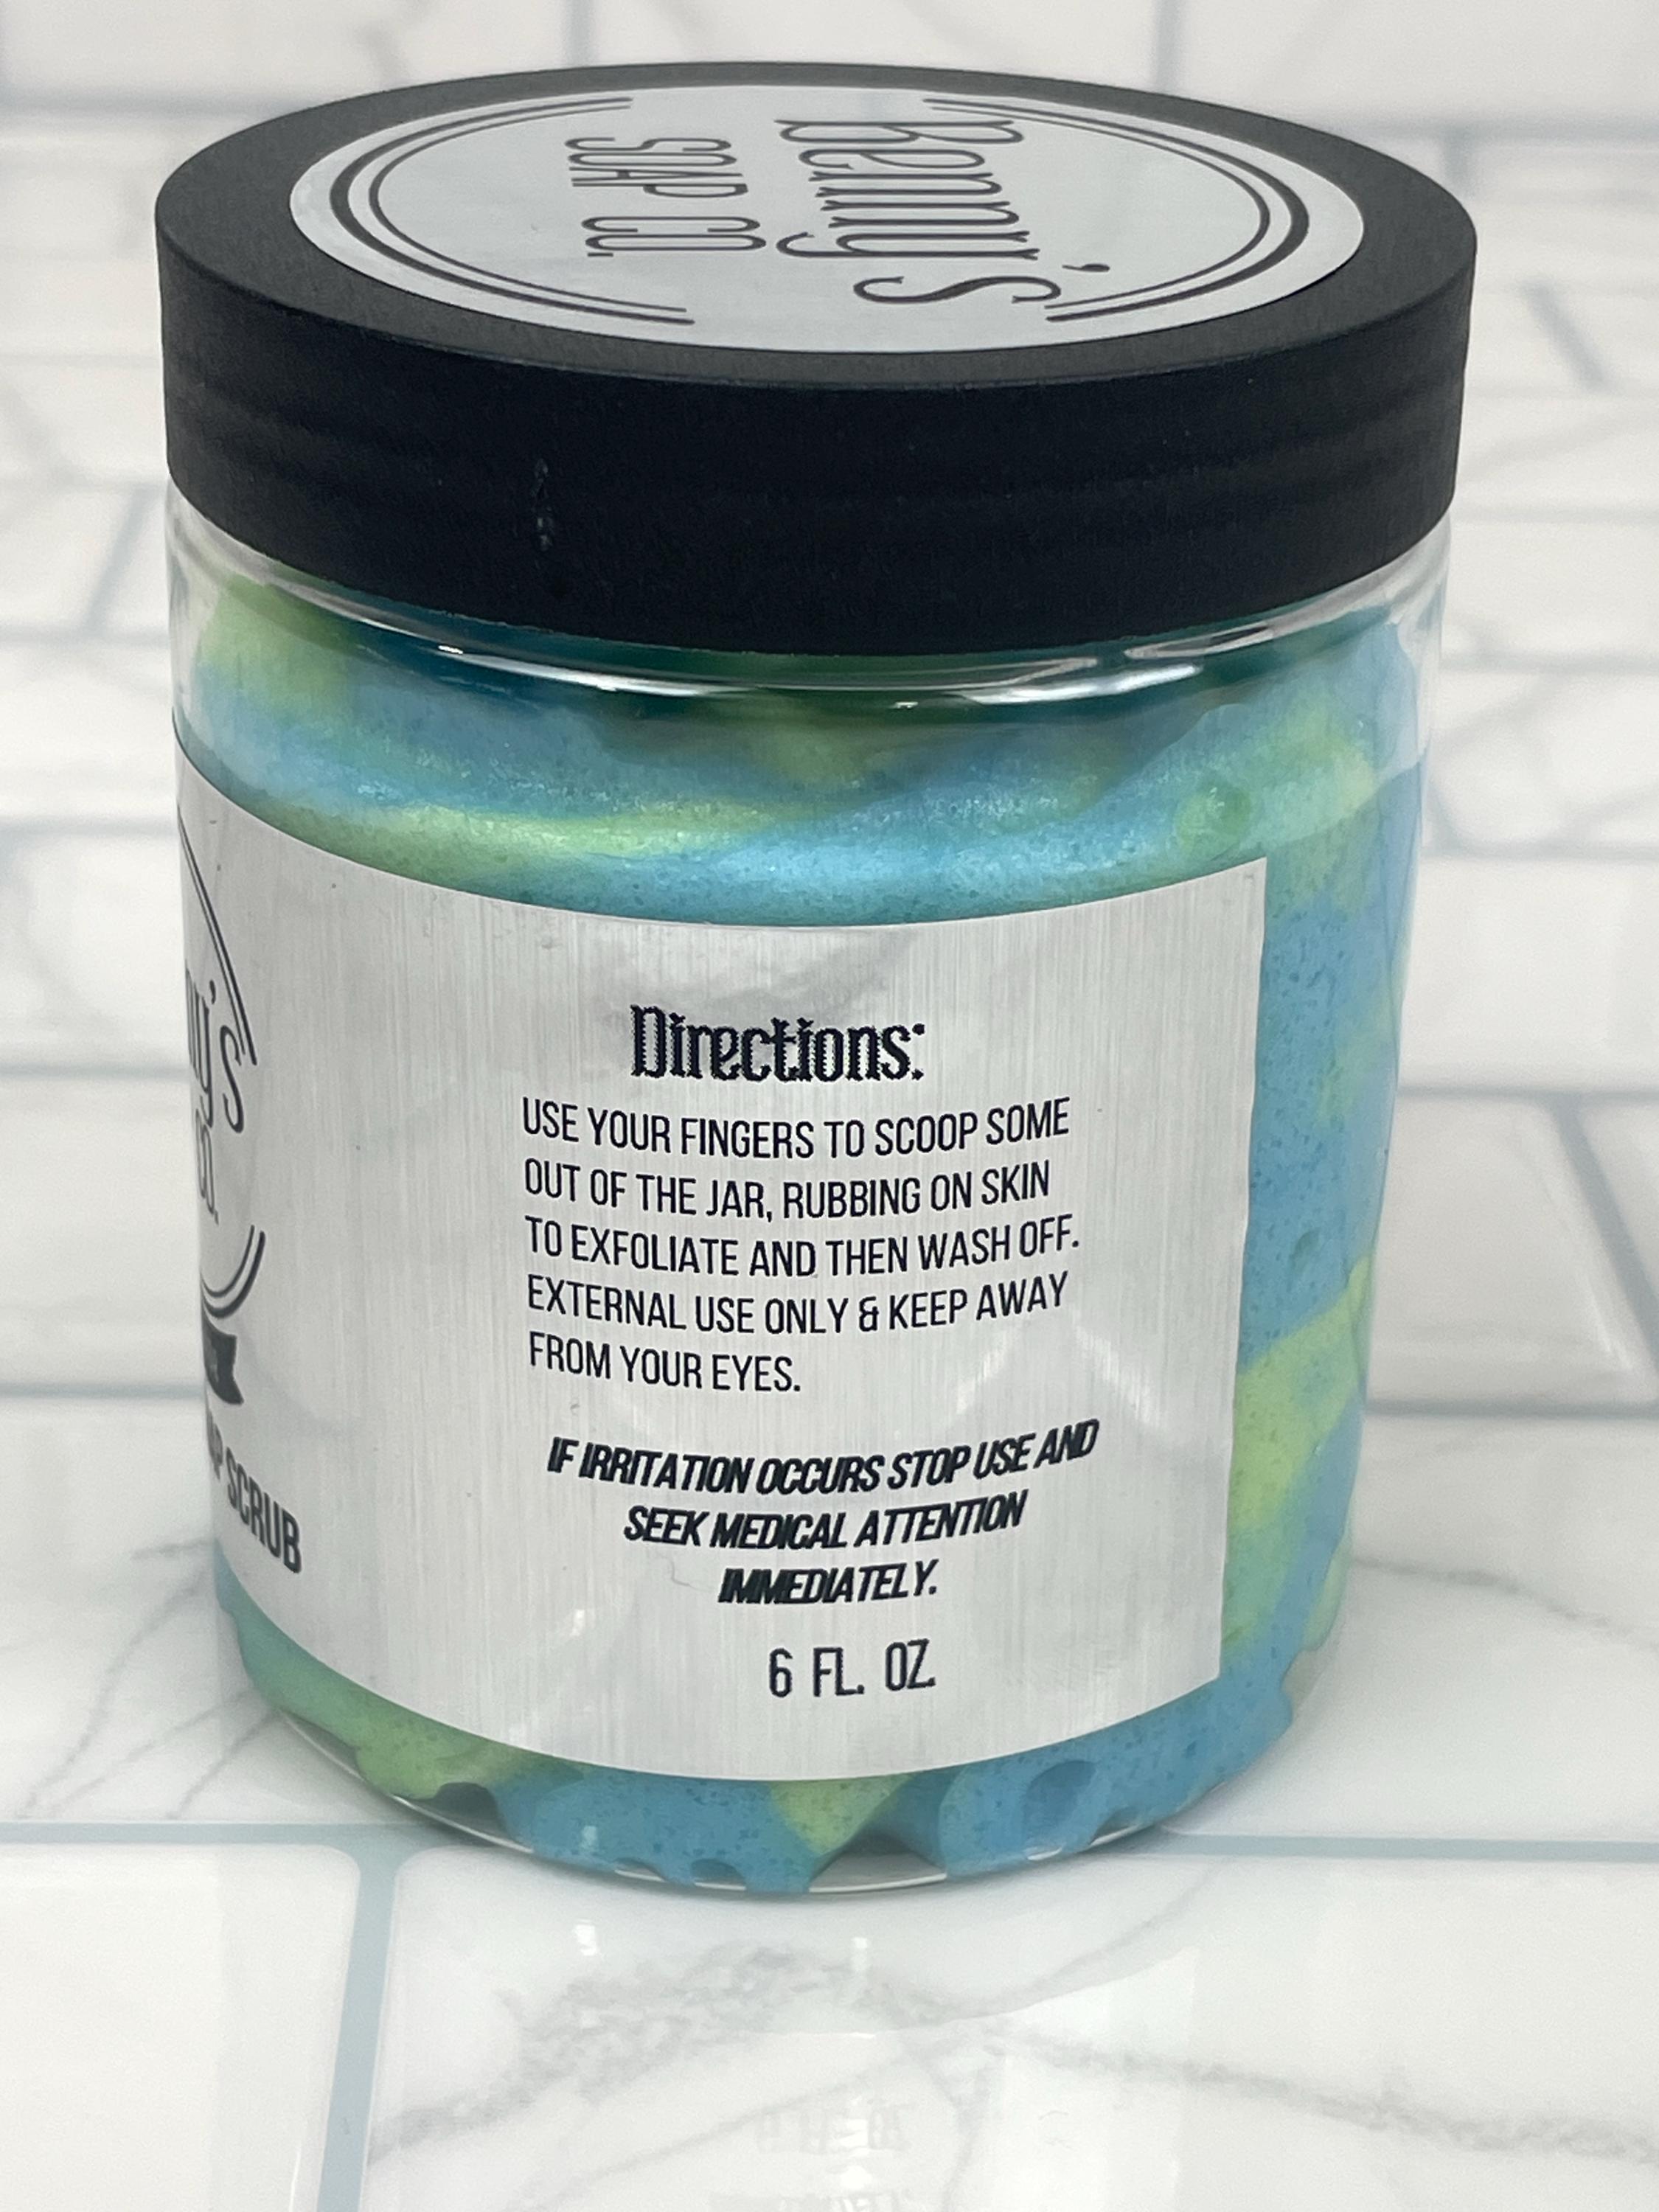 Benny's
SOAP CO.
ny's
CO.
SCRUB
Directions:
USE YOUR FINGERS TO SCOOP SOME
OUT OF THE JAR, RUBBING ON SKIN
TO EXFOLIATE AND THEN WASH OFF.
EXTERNAL USE ONLY & KEEP AWAY
FROM YOUR EYES.
IF IRRITATION OCCURS STOP USE AND
SEEK MEDICAL ATTENTION
IMMEDIATELY.
6 FL. OZ.